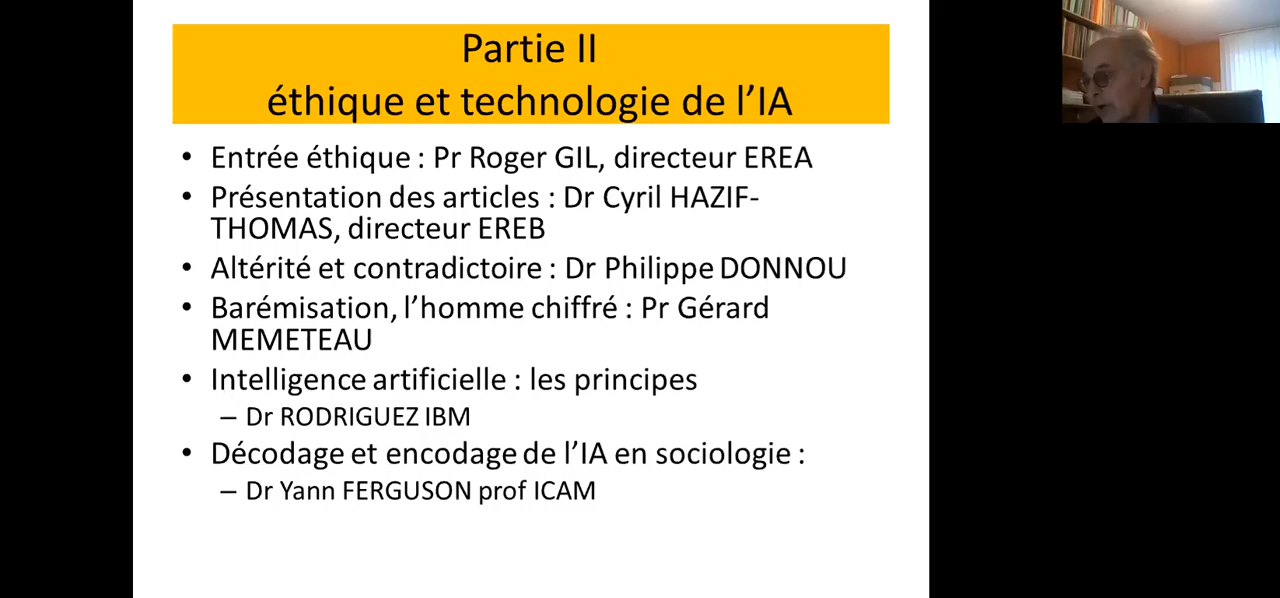 Partie II
éthique et technologie de l’IA
• Entrée éthique : Pr Roger GIL, directeur EREA
• Présentation des articles : Dr Cyril HAZIF-
THOMAS, directeur EREB
• Altérité et contradictoire : Dr Philippe DONNOU
• Barémisation, l’homme chiffré : Pr Gérard
MEMETEAU
• Intelligence artificielle : les principes
– Dr RODRIGUEZ IBM
• Décodage et encodage de l’IA en sociologie :
– Dr Yann FERGUSON prof ICAM